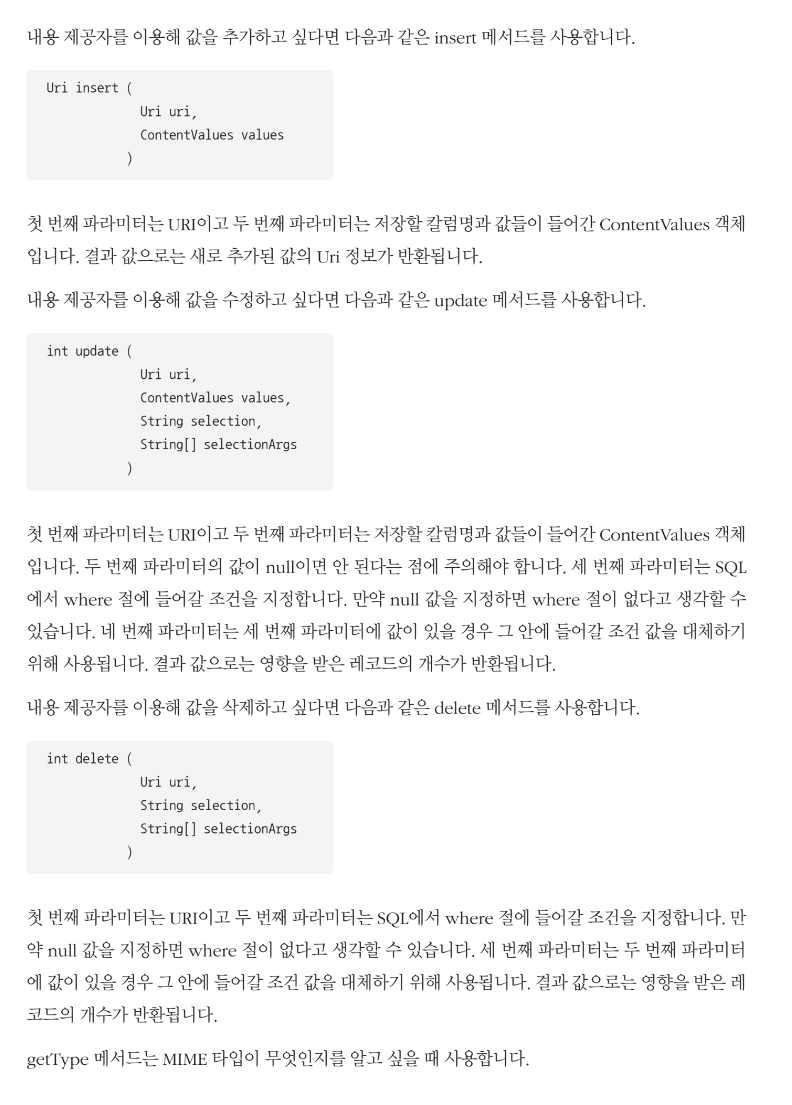 내용 제공자를 이용해 값을 추가하고 싶다면 다음과 같은 insert 메서드를 사용합니다.
Uri insert (
Uri uri,
ContentValues values
)
첫 번째 파라미터는 URI이고 두 번째 파라미터는 저장할 칼럼명과 값들이 들어간 ContentValues 객체
입니다. 결과 값으로는 새로 추가된 값의 Uri 정보가 반환됩니다.
내용 제공자를 이용해 값을 수정하고 싶다면 다음과 같은 update 메서드를 사용합니다.
int update (
Uri uri,
ContentValues values,
String selection,
String[] selectionArgs
)
첫 번째 파라미터는 URI이고 두 번째 파라미터는 저장할 칼럼명과 값들이 들어간 ContentValues 객체
입니다. 두 번째 파라미터의 값이 null이면 안 된다는 점에 주의해야 합니다. 세 번째 파라미터는 SQL
에서 where 절에 들어갈 조건을 지정합니다. 만약 null 값을 지정하면 where 절이 없다고 생각할 수
있습니다. 네 번째 파라미터는 세 번째 파라미터에 값이 있을 경우 그 안에 들어갈 조건 값을 대체하기
위해 사용됩니다. 결과 값으로는 영향을 받은 레코드의 개수가 반환됩니다.
내용 제공자를 이용해 값을 삭제하고 싶다면 다음과 같은 delete 메서드를 사용합니다.
int delete (
Uri uri,
String selection,
String[] selectionArgs
)
첫 번째 파라미터는 URI이고 두 번째 파라미터는 SQL에서 where 절에 들어갈 조건을 지정합니다. 만
약 null 값을 지정하면 where 절이 없다고 생각할 수 있습니다. 세 번째 파라미터는 두 번째 파라미터
에 값이 있을 경우 그 안에 들어갈 조건 값을 대체하기 위해 사용됩니다. 결과 값으로는 영향을 받은 레
코드의 개수가 반환됩니다.
getType 메서드는 MIME 타입이 무엇인지를 알고 싶을 때 사용합니다.